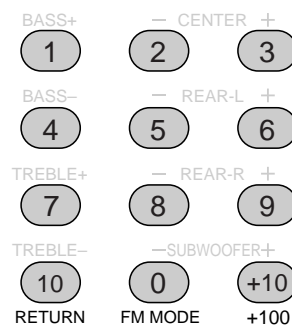 BASS+ — CENTER +
1 2 3
BASS– — REAR-L +
4 5 6
TREBLE+ — REAR-R +
7 8 9
TREBLE– —SUBWOOFER+
10 0 +10
RETURN FM MODE +100